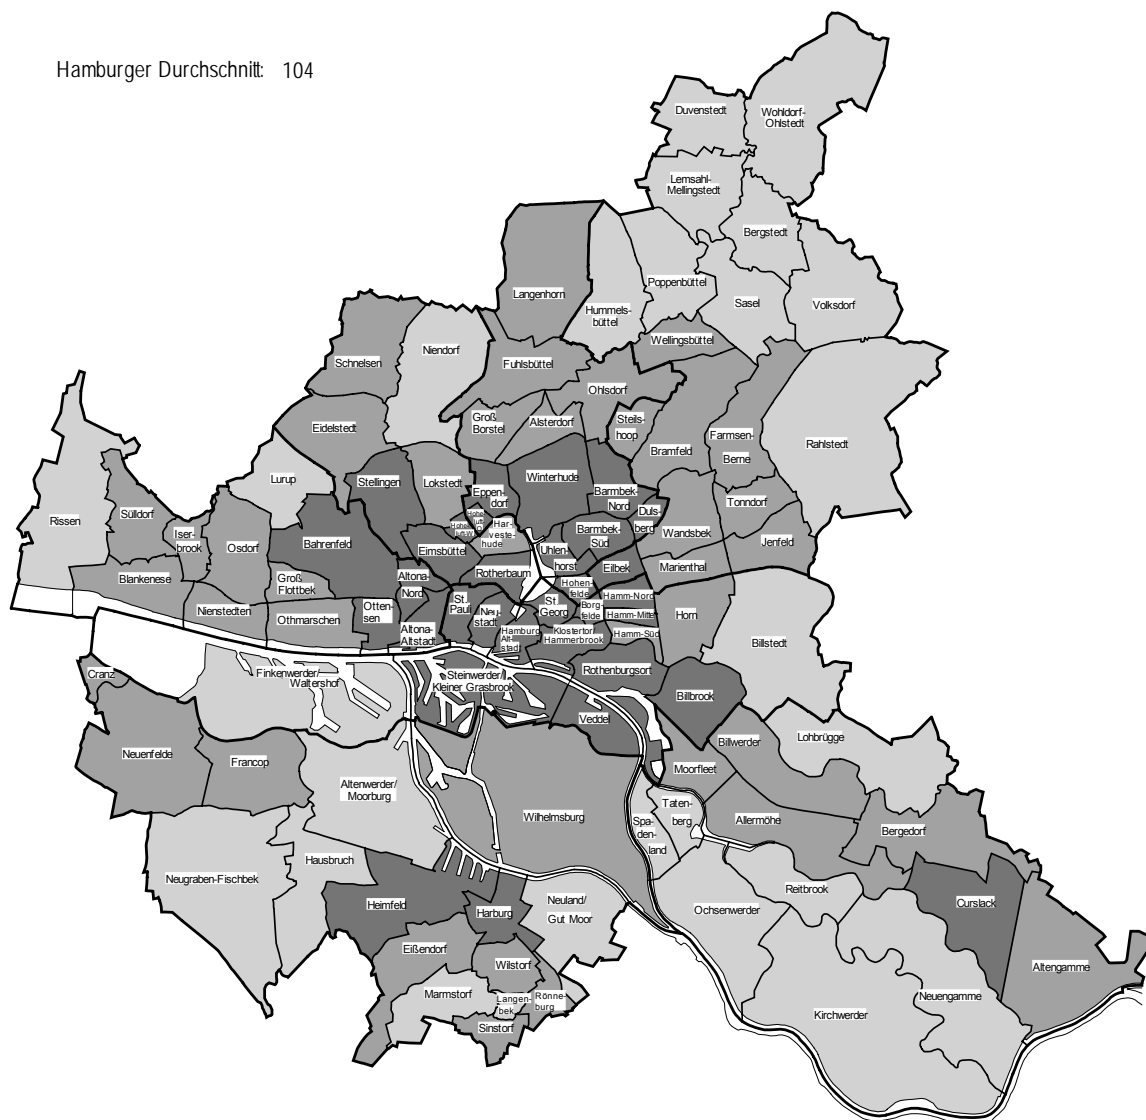 Hamburger Durchschnitt: 104
Duvenstedt
Wohldorf-
Ohlstedt
Lemsahl-
Mellingstedt
Bergstedt
Poppenbüttel
Langenhorn
Hummels-
büttel
Sasel
Volksdorf
Wellingsbüttel
Niendorf
Schnelsen
Fuhlsbüttel
Ohlsdorf
Groß
Borstel
Alsterdorf
Steils-
hoop
Eidelstedt
Bramfeld
Farmsen-
Berne
Rahlstedt
Lurup
Stellingen
Lokstedt
Winterhude
Eppen-
dorf
Barmbek-
Nord
Tonndorf
Rissen
Sülldorf
Iser-
brook
Osdorf
Bahrenfeld
Hohe-
luft-O.
Hohe-
luft-W.
Har-
veste-
hude
Duls-
berg
Wandsbek
Jenfeld
Barmbek-
Süd
Eimsbüttel
Uhlen-
horst
Blankenese
Groß
Flottbek
Altona-
Nord
Rotherbaum
Eilbek
Marienthal
Hohen-
felde
Nienstedten
Othmarschen
Otten-
sen
St.
Pauli
Neu-
stadt
St.
Georg
Borg-
felde
Hamm-Nord
Hamm-Mitte
Horn
Altona-
Altstadt
Hamburg
Alt-
stadt
Klostertor
Hammerbrook
Hamm-Süd
Billstedt
Cranz
Finkenwerder/
Waltershof
Steinwerder/
Kleiner Grasbrook
Rothenburgsort
Billbrook
Veddel
Neuenfelde
Francop
Billwerder
Lohbrügge
Moorfleet
Altenwerder/
Moorburg
Wilhelmsburg
Spa-
den-
land
Taten-
berg
Allermöhe
Bergedorf
Neugraben-Fischbek
Hausbruch
Heimfeld
Harburg
Neuland/
Gut Moor
Ochsenwerder
Reitbrook
Curslack
Eißendorf
Wilstorf
Altengamme
Marmstorf
Langen-
bek
Rönne-
burg
Neuengamme
Sinstorf
Kirchwerder